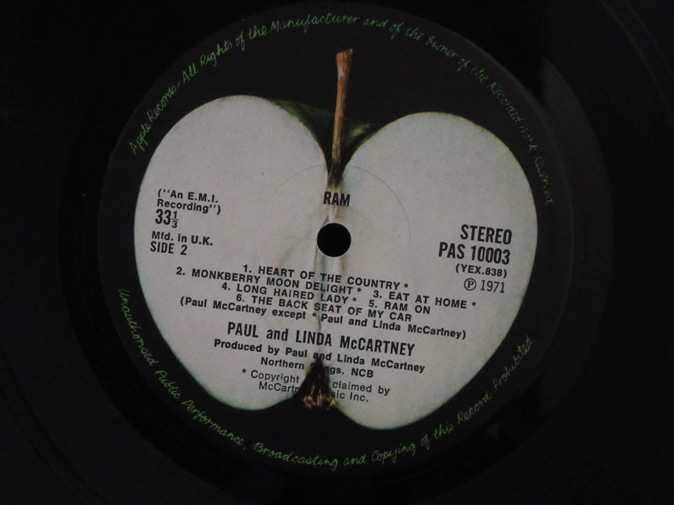 Apple Records-All Rights of the Manufacturer and of the Owner of the Recorded Work Reserved
RAM
("An E.M.I.
Recording")
33⅓
Mfd. in U.K.
SIDE 2
STEREO
PAS 10003
(YEX.838)
Ⓟ 1971
1. HEART OF THE COUNTRY *
2. MONKBERRY MOON DELIGHT * 3. EAT AT HOME *
4. LONG HAIRED LADY * 5. RAM ON
6. THE BACK SEAT OF MY CAR
(Paul McCartney except * Paul and Linda McCartney)
PAUL and LINDA McCARTNEY
Produced by Paul and Linda McCartney
Northern ngs. NCB
* Copyright claimed by
McCartn sic Inc.
Unauthorised Public Performance, Broadcasting and Copying of this Record Prohibited